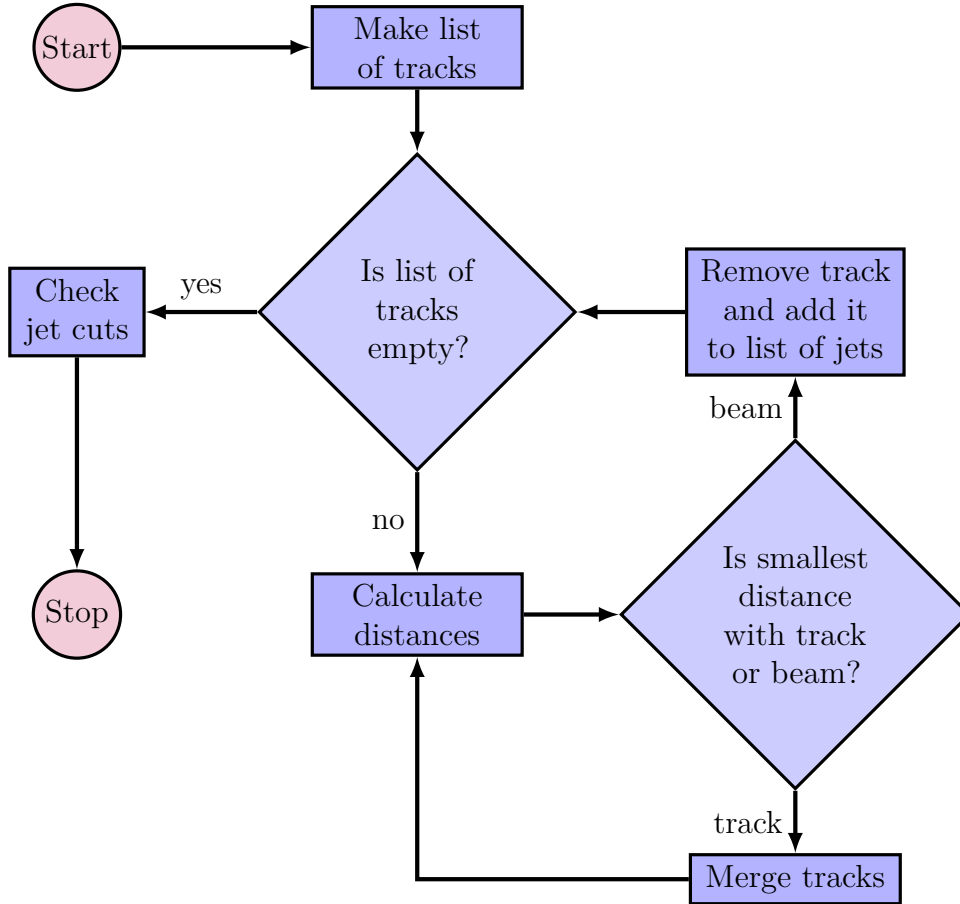 Start
Make list
of tracks
Is list of
tracks
empty?
yes
Check
jet cuts
Remove track
and add it
to list of jets
beam
no
Stop
Calculate
distances
Is smallest
distance
with track
or beam?
track
Merge tracks